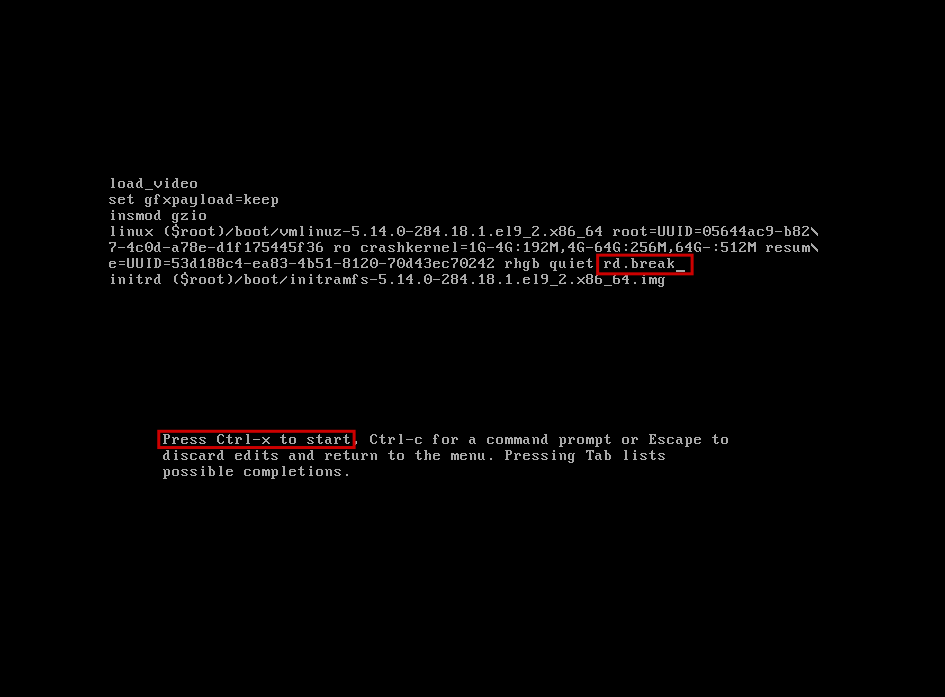 load_video
set gfxpayload=keep
insmod gzio
linux ($root)/boot/vmlinuz-5.14.0-284.18.1.el9_2.x86_64 root=UUID=05644ac9-b82\
7-4c0d-a78e-d1f175445f36 ro crashkernel=1G-4G:192M,4G-64G:256M,64G-:512M resum\
e=UUID=53d188c4-ea83-4b51-8120-70d43ec70242 rhgb quiet rd.break_
initrd ($root)/boot/initramfs-5.14.0-284.18.1.el9_2.x86_64.img
Press Ctrl-x to start, Ctrl-c for a command prompt or Escape to
discard edits and return to the menu. Pressing Tab lists
possible completions.